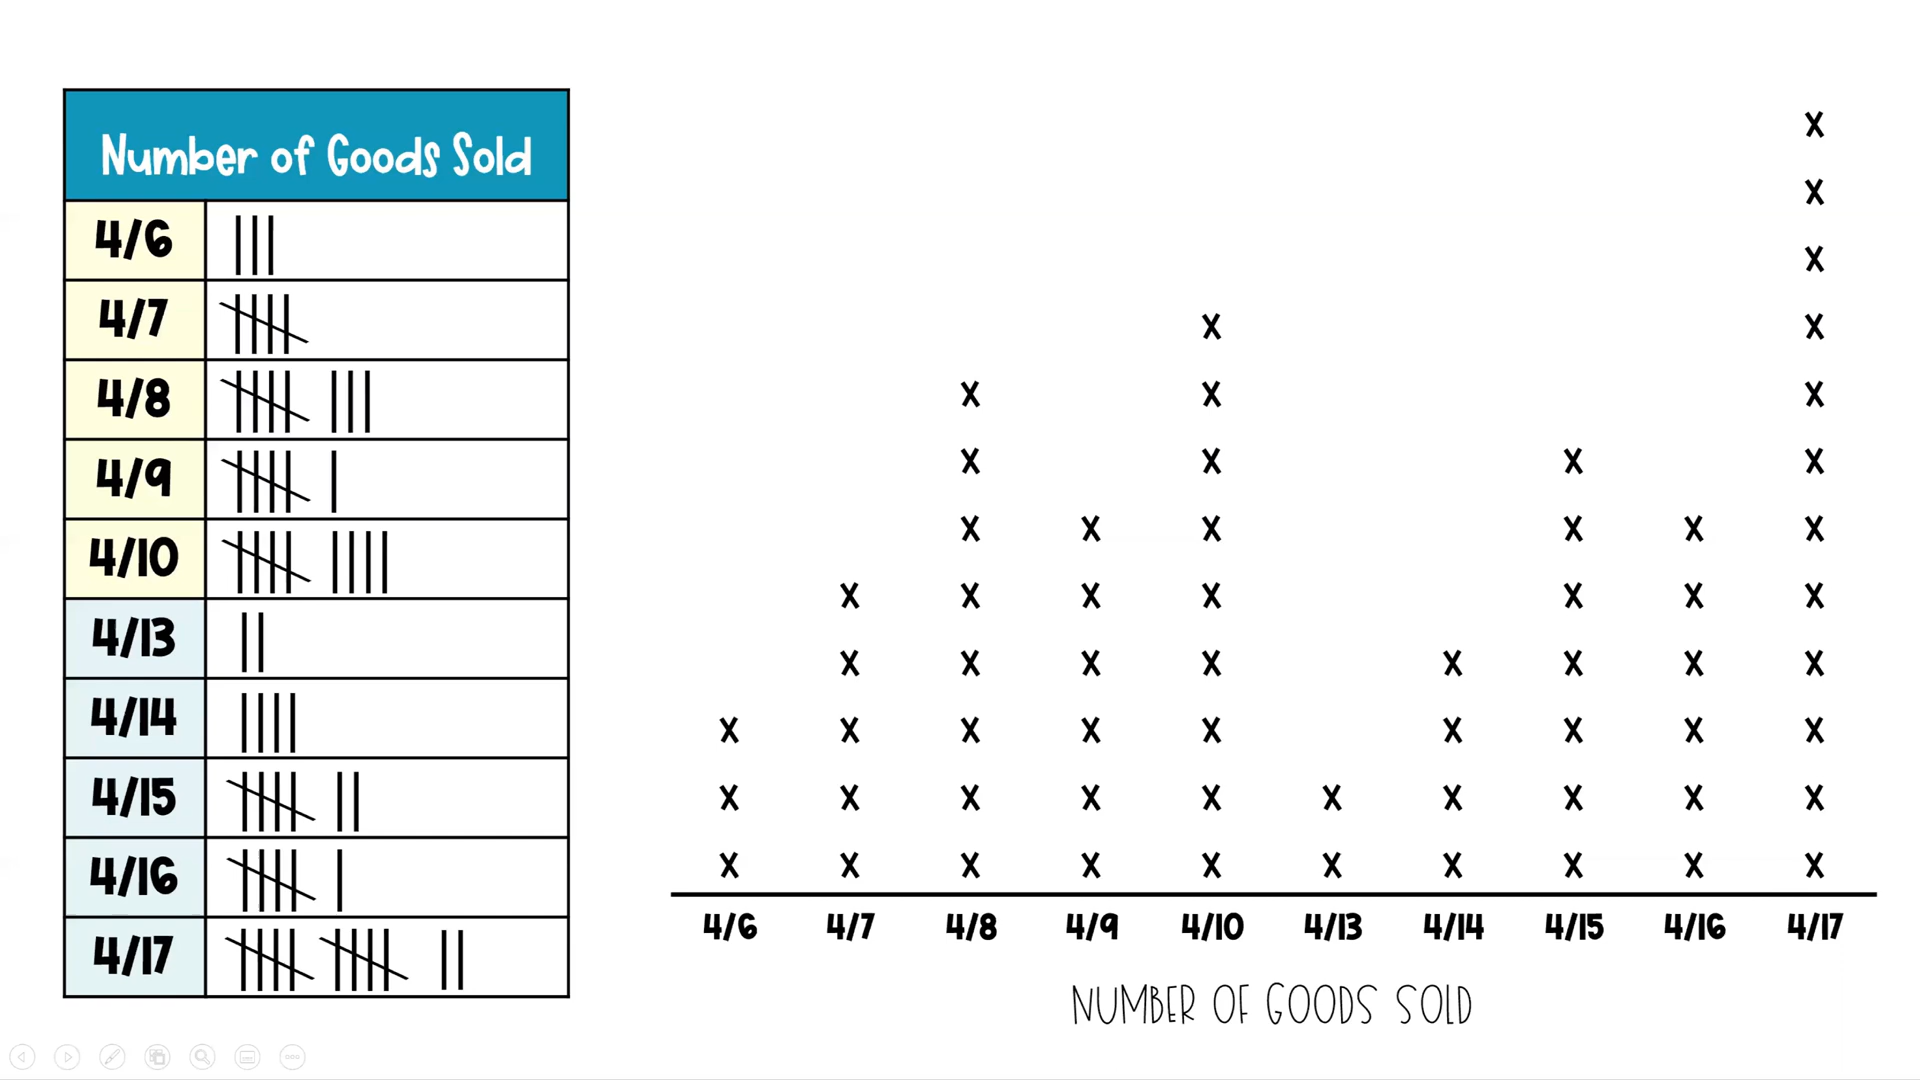 Number of Goods Sold
4/6
4/7
4/8
4/9
4/10
4/13
4/14
4/15
4/16
4/17
X
X
X
X
X X
X X X
X X X X
X X X X X X
X X X X X X X
X X X X X X X X
X X X X X X X X X
X X X X X X X X X X
X X X X X X X X X X
4/6 4/7 4/8 4/9 4/10 4/13 4/14 4/15 4/16 4/17
NUMBER OF GOODS SOLD